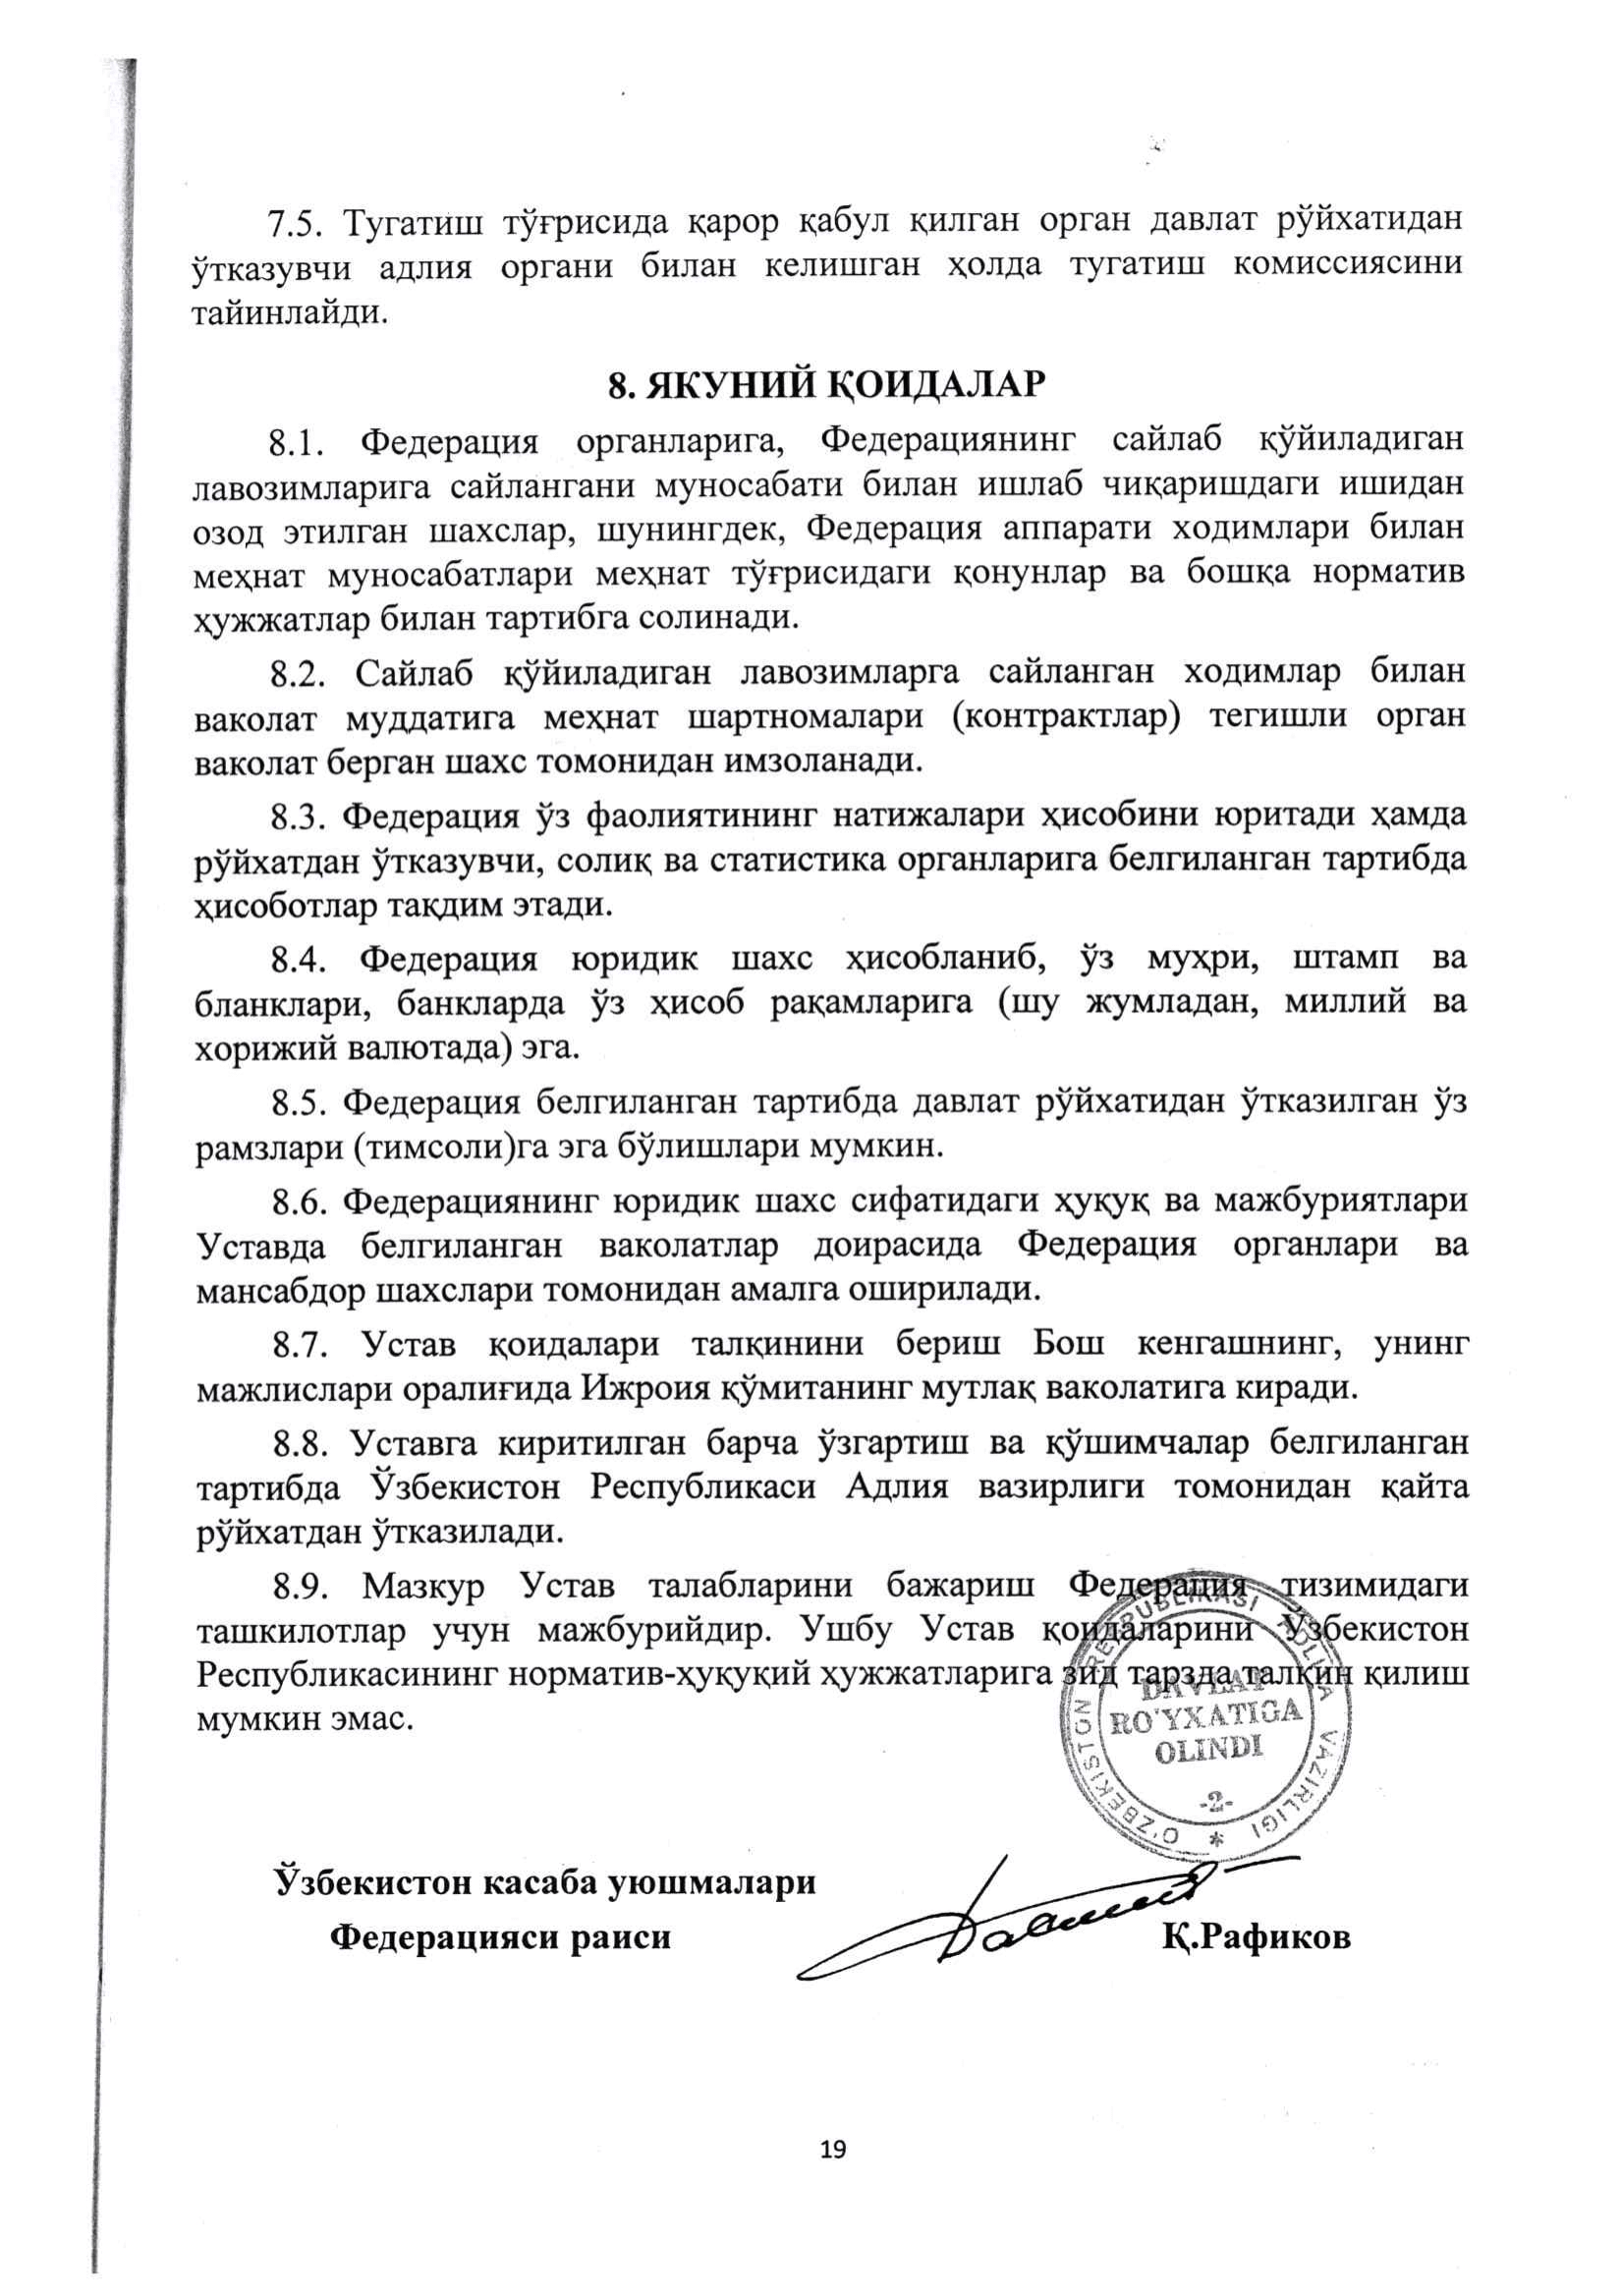 7.5. Тугатиш тўғрисида қарор қабул қилган орган давлат рўйхатидан
ўтказувчи адлия органи билан келишган ҳолда тугатиш комиссиясини
тайинлайди.
8. ЯКУНИЙ ҚОИДАЛАР
8.1. Федерация органларига, Федерациянинг сайлаб қўйиладиган
лавозимларига сайлангани муносабати билан ишлаб чиқаришдаги ишидан
озод этилган шахслар, шунингдек, Федерация аппарати ходимлари билан
меҳнат муносабатлари меҳнат тўғрисидаги қонунлар ва бошқа норматив
ҳужжатлар билан тартибга солинади.
8.2. Сайлаб қўйиладиган лавозимларга сайланган ходимлар билан
ваколат муддатига меҳнат шартномалари (контрактлар) тегишли орган
ваколат берган шахс томонидан имзоланади.
8.3. Федерация ўз фаолиятининг натижалари ҳисобини юритади ҳамда
рўйхатдан ўтказувчи, солиқ ва статистика органларига белгиланган тартибда
ҳисоботлар тақдим этади.
8.4. Федерация юридик шахс ҳисобланиб, ўз муҳри, штамп ва
бланклари, банкларда ўз ҳисоб рақамларига (шу жумладан, миллий ва
хорижий валютада) эга.
8.5. Федерация белгиланган тартибда давлат рўйхатидан ўтказилган ўз
рамзлари (тимсоли)га эга бўлишлари мумкин.
8.6. Федерациянинг юридик шахс сифатидаги ҳуқуқ ва мажбуриятлари
Уставда белгиланган ваколатлар доирасида Федерация органлари ва
мансабдор шахслари томонидан амалга оширилади.
8.7. Устав қоидалари талқинини бериш Бош кенгашнинг, унинг
мажлислари оралиғида Ижроия қўмитанинг мутлақ ваколатига киради.
8.8. Уставга киритилган барча ўзгартиш ва қўшимчалар белгиланган
тартибда Ўзбекистон Республикаси Адлия вазирлиги томонидан қайта
рўйхатдан ўтказилади.
8.9. Мазкур Устав талабларини бажариш Федерация тизимидаги
ташкилотлар учун мажбурийдир. Ушбу Устав қоидаларини Ўзбекистон
Республикасининг норматив-ҳуқуқий ҳужжатларига зид тарзда талқин қилиш
мумкин эмас.
O'ZBEKISTON REPUBLIKASI ADLIYA VAZIRLIGI *
DAVLAT
RO'YXATIGA
OLINDI
-2-
Ўзбекистон касаба уюшмалари
Федерацияси раиси Қ.Рафиков
19